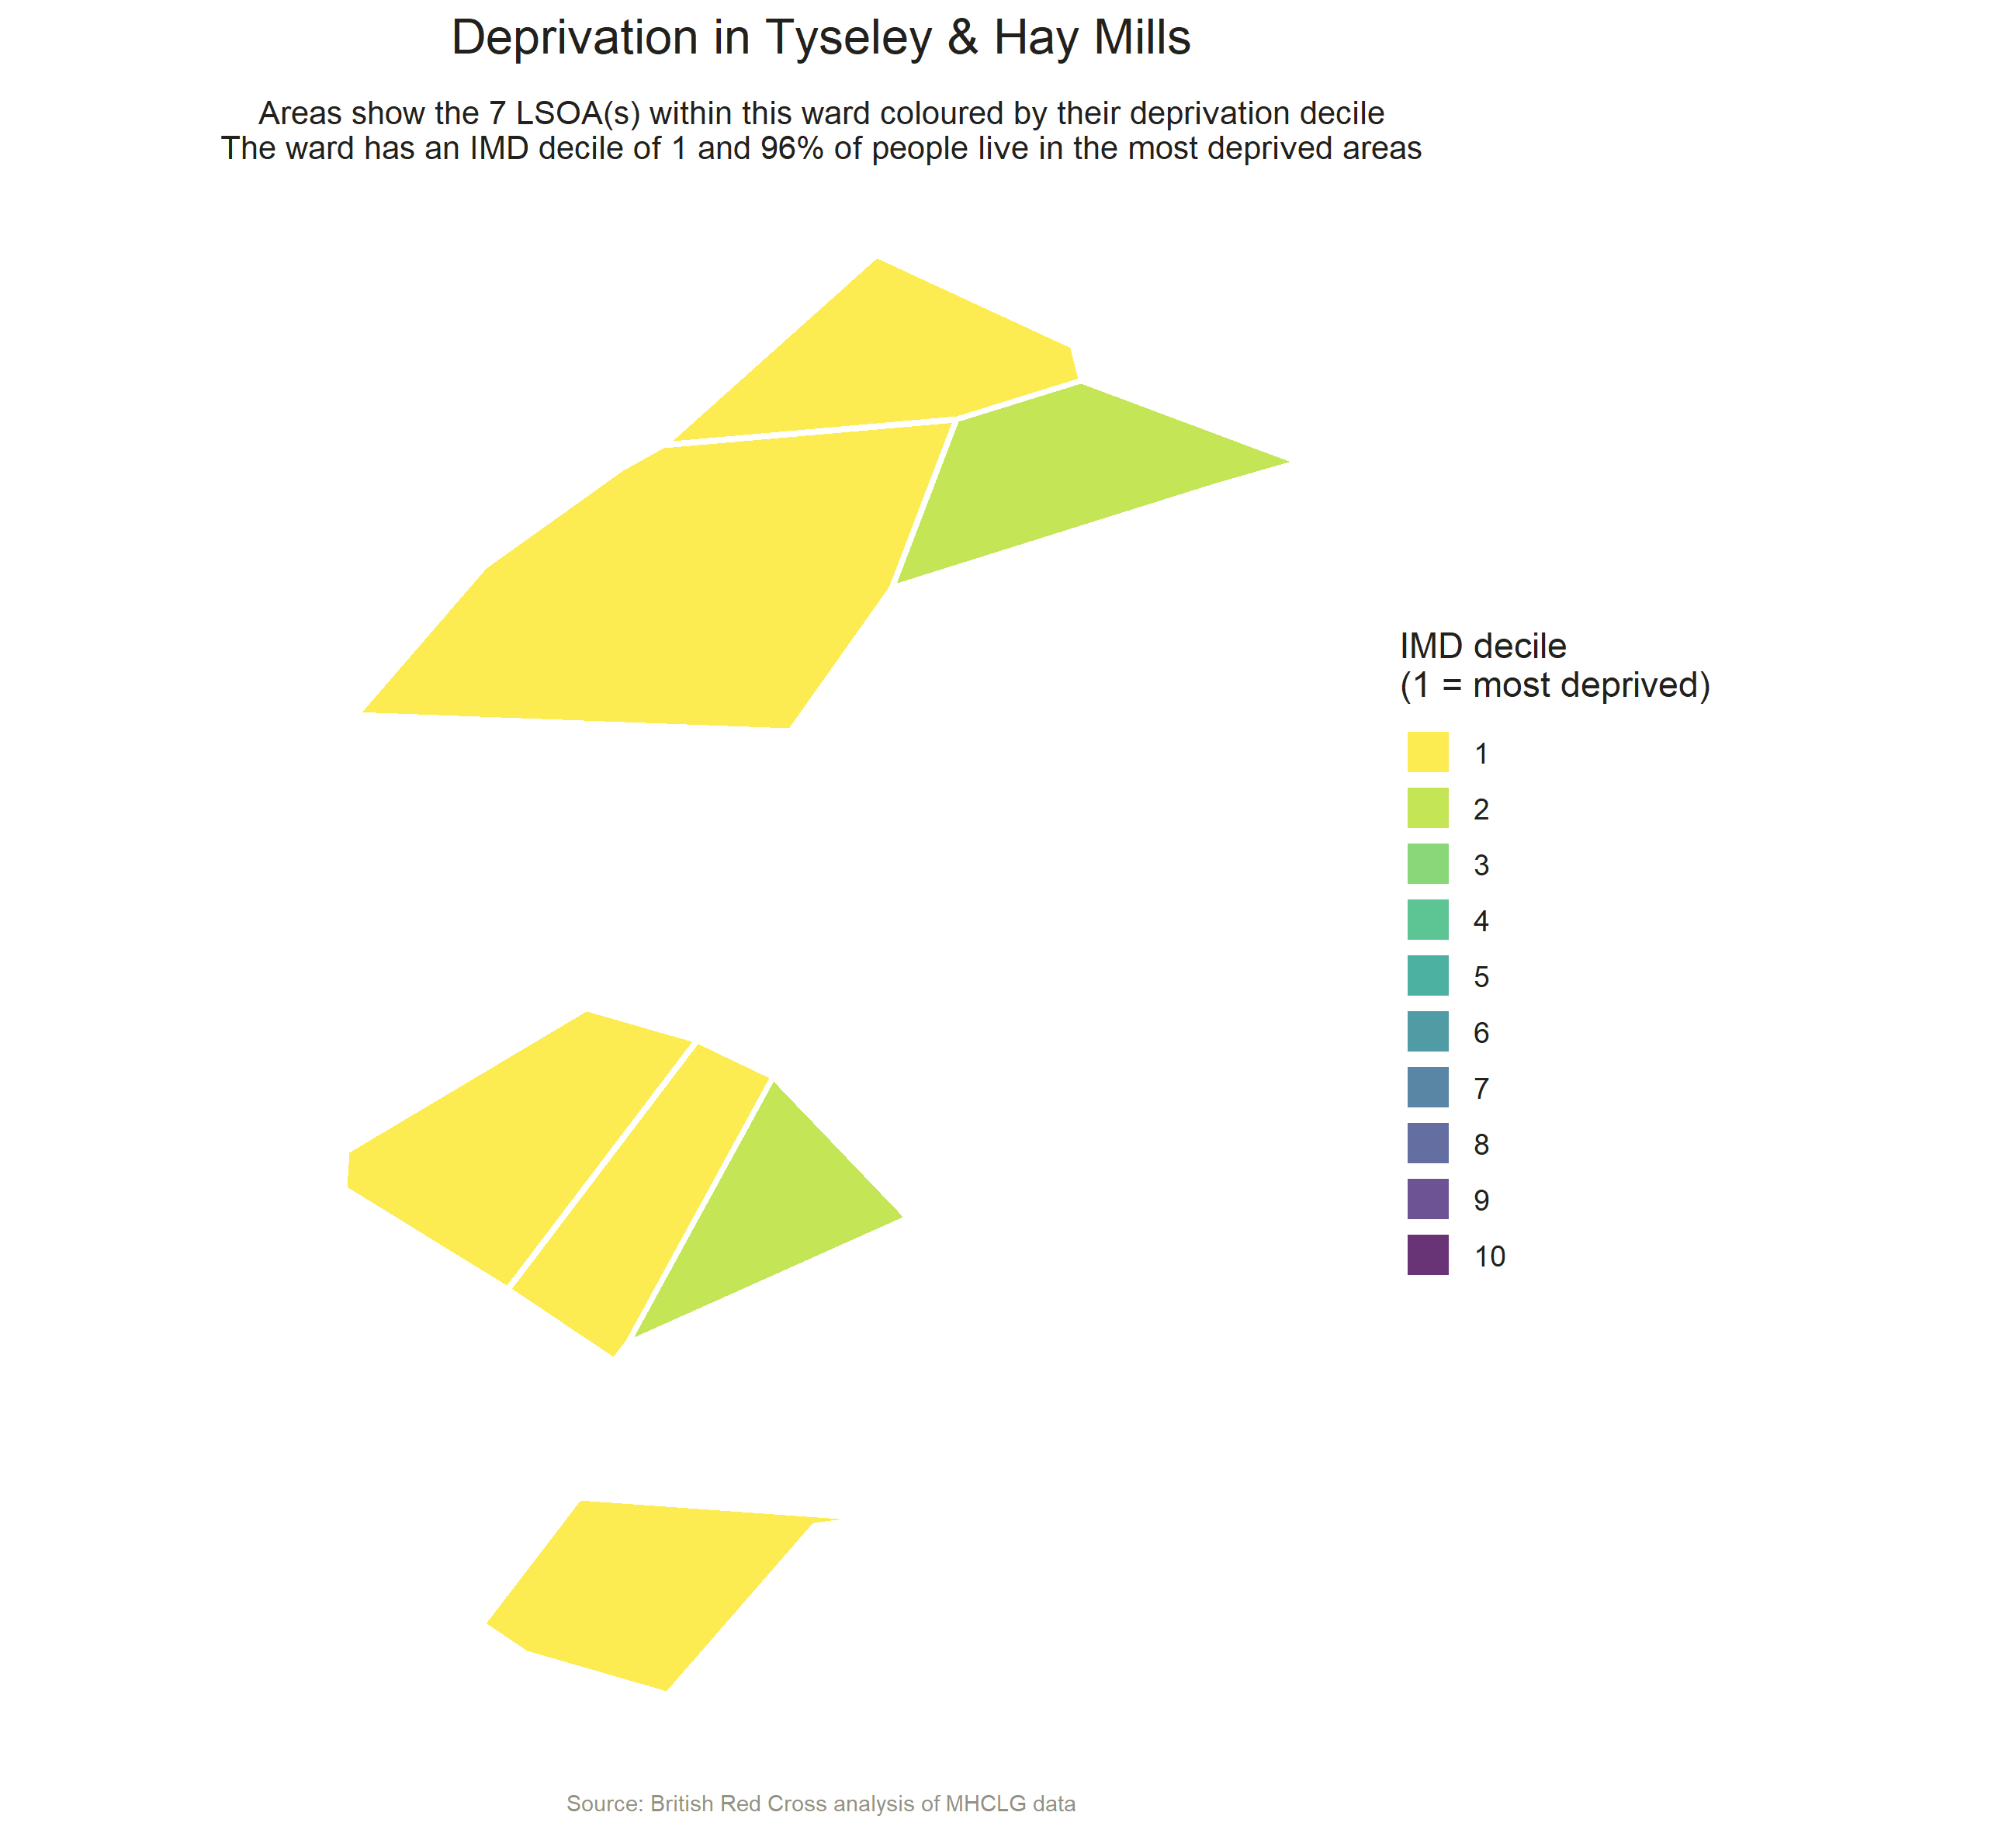 Deprivation in Tyseley & Hay Mills
Areas show the 7 LSOA(s) within this ward coloured by their deprivation decile
The ward has an IMD decile of 1 and 96% of people live in the most deprived areas
IMD decile
(1 = most deprived)
1
2
3
4
5
6
7
8
9
10
Source: British Red Cross analysis of MHCLG data